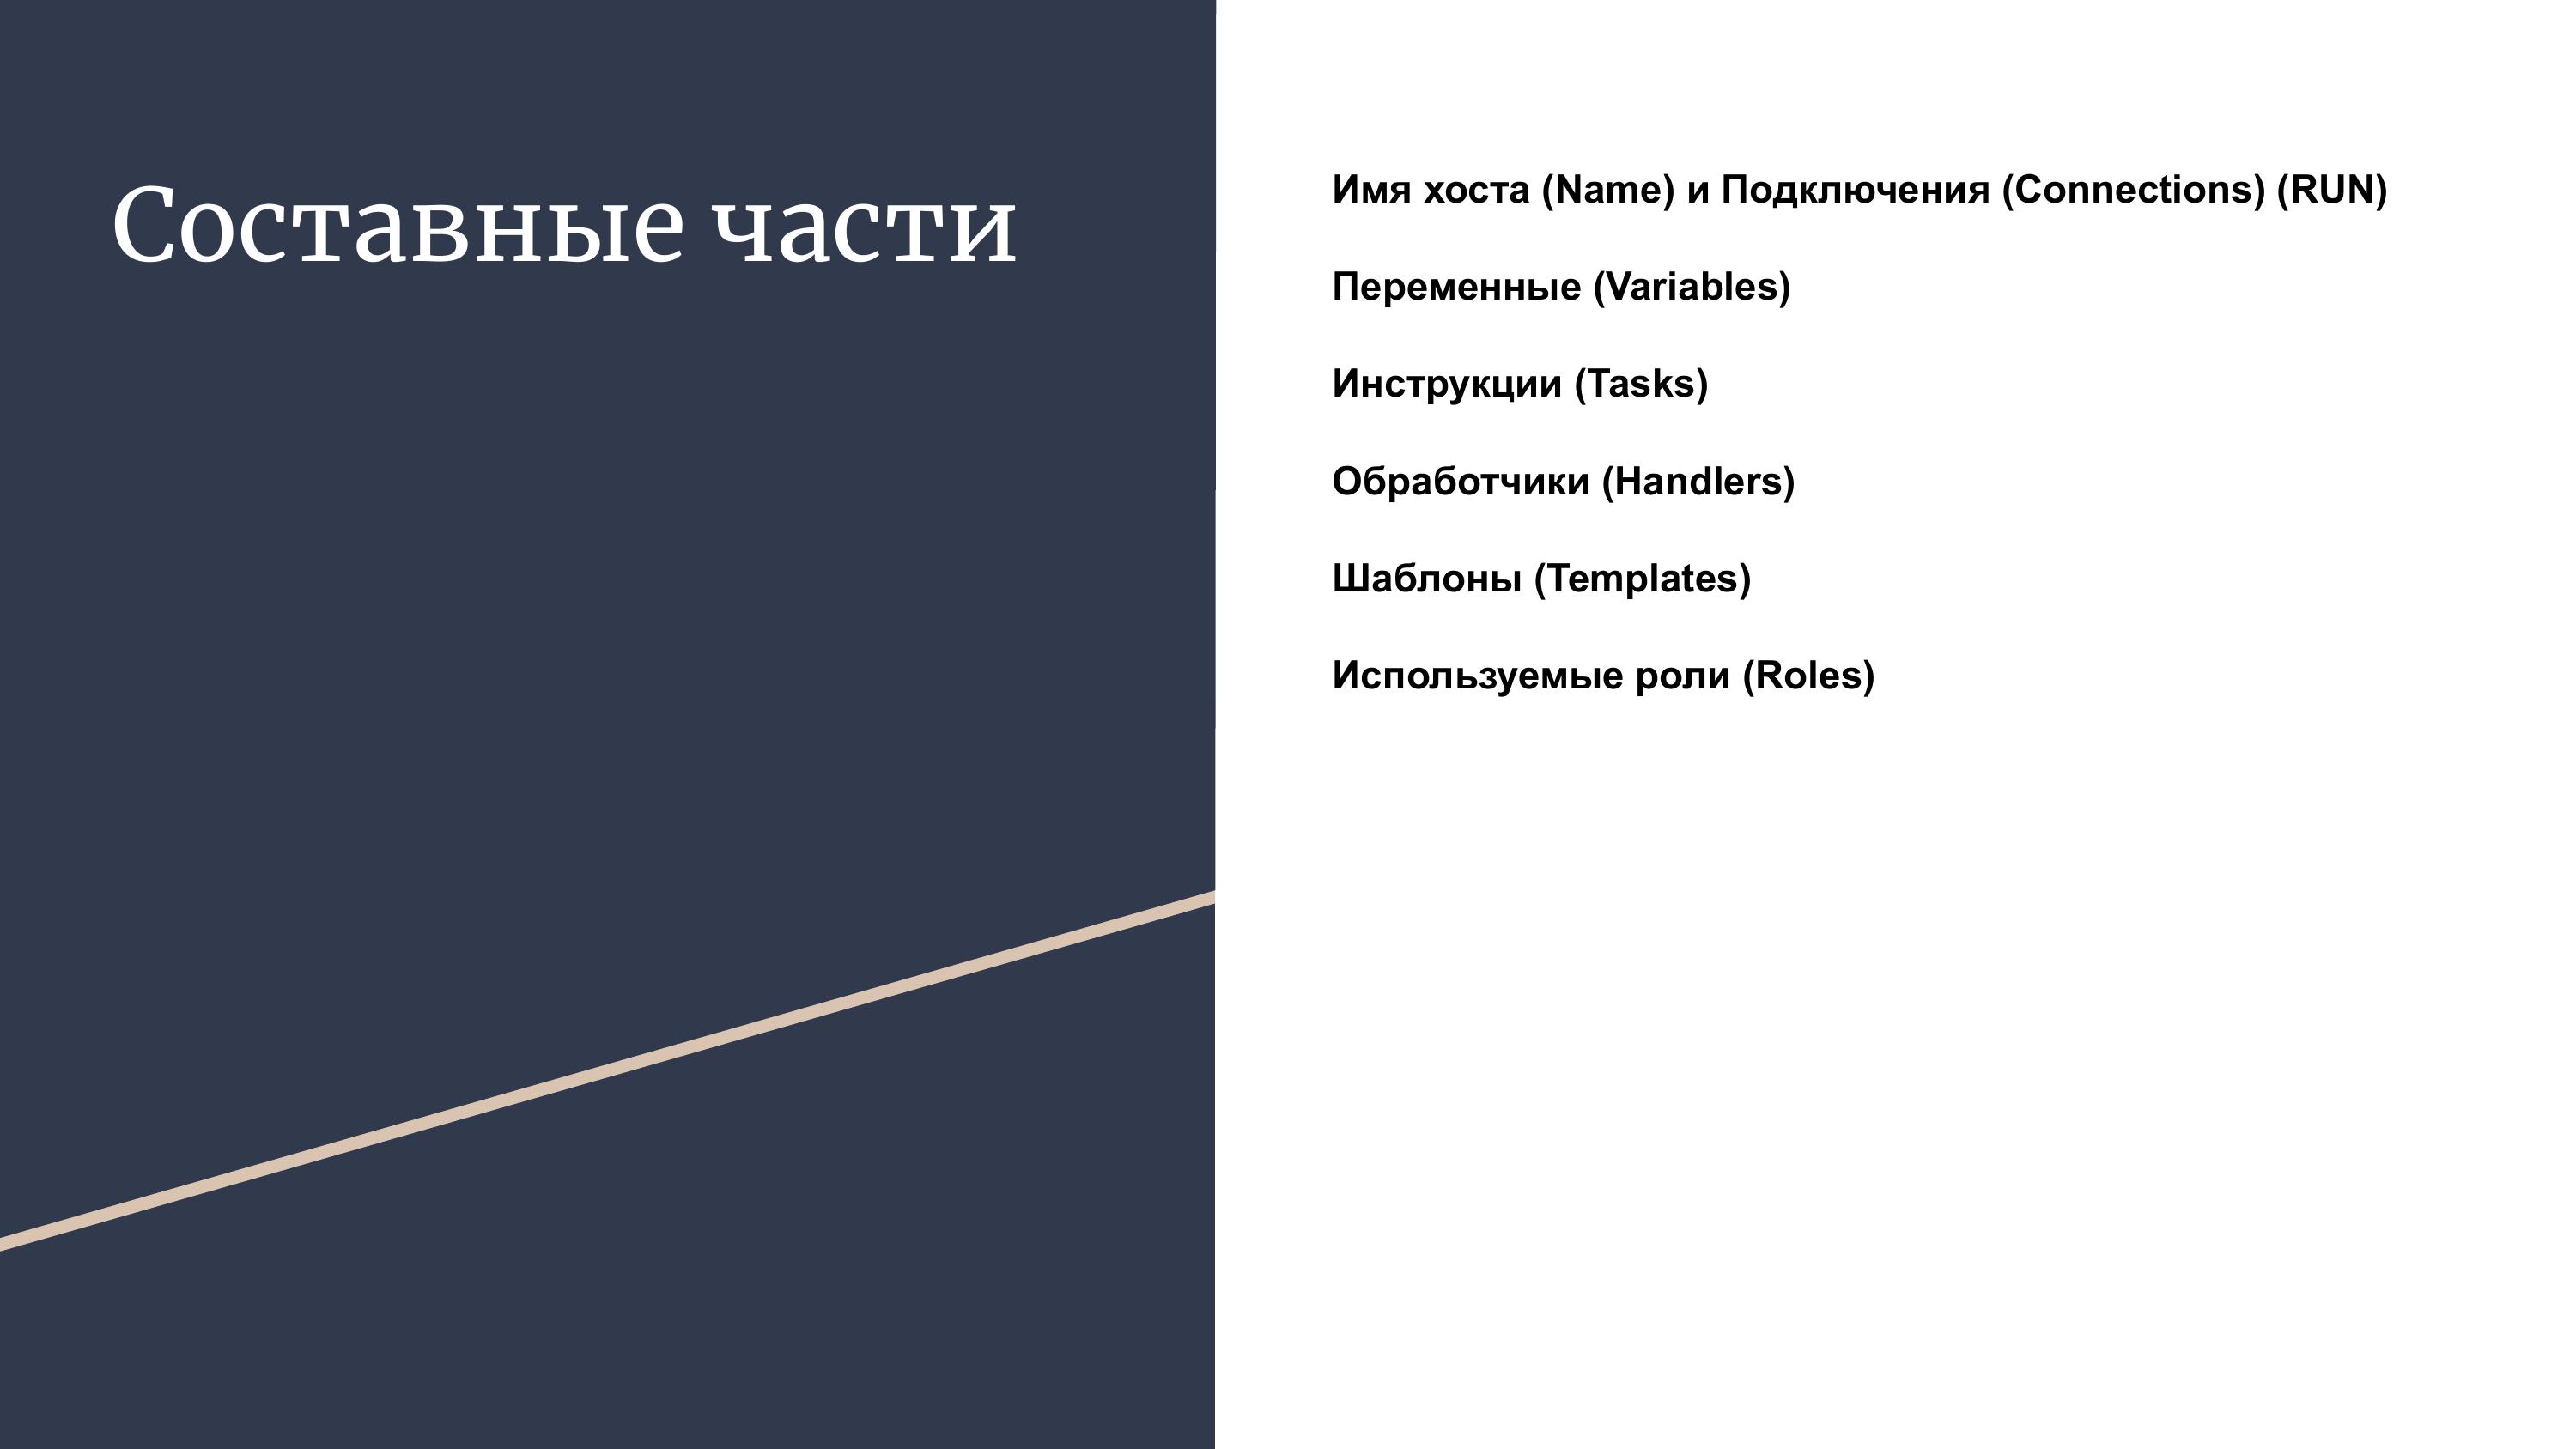 Составные части
Имя хоста (Name) и Подключения (Connections) (RUN)
Переменные (Variables)
Инструкции (Tasks)
Обработчики (Handlers)
Шаблоны (Templates)
Используемые роли (Roles)